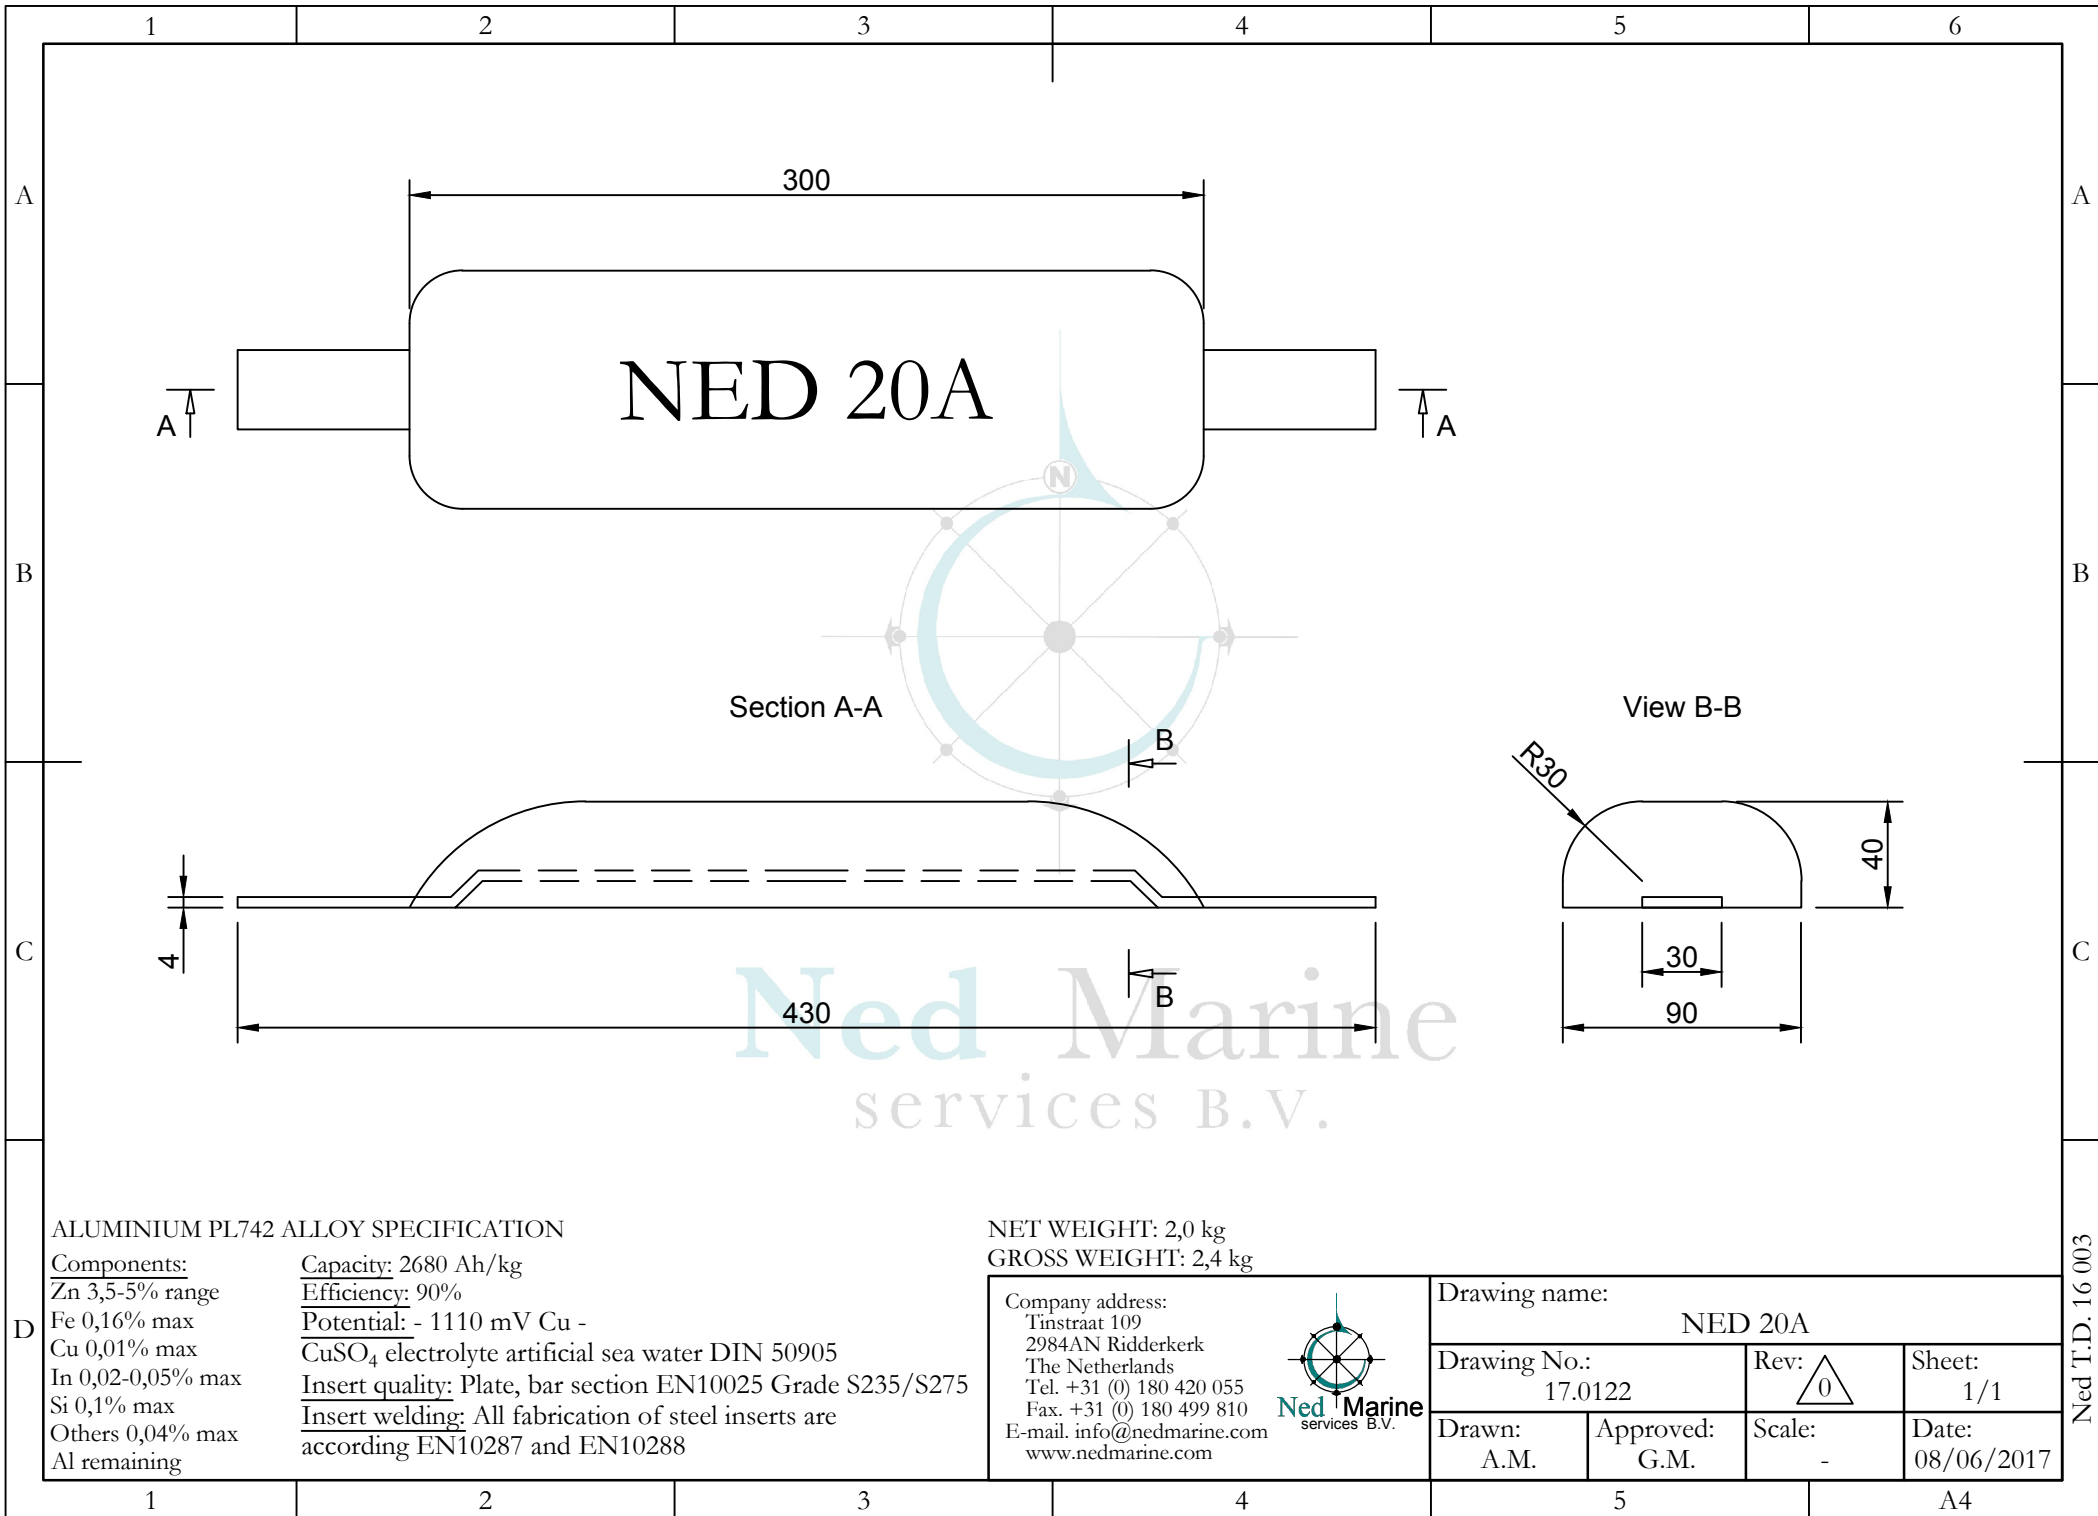 1 2 3 4 5 6
A A
300
NED 20A
A A
B B
Section A-A
View B-B
N
B
R30
40
4
C C
30
B
430
90
Ned Marine
services B.V.
ALUMINIUM PL742 ALLOY SPECIFICATION
Components:
Zn 3,5-5% range
Fe 0,16% max
Cu 0,01% max
In 0,02-0,05% max
Si 0,1% max
Others 0,04% max
Al remaining
Capacity: 2680 Ah/kg
Efficiency: 90%
Potential: - 1110 mV Cu -
CuSO₄ electrolyte artificial sea water DIN 50905
Insert quality: Plate, bar section EN10025 Grade S235/S275
Insert welding: All fabrication of steel inserts are
according EN10287 and EN10288
NET WEIGHT: 2,0 kg
GROSS WEIGHT: 2,4 kg
Company address:
Tinstraat 109
2984AN Ridderkerk
The Netherlands
Tel. +31 (0) 180 420 055
Fax. +31 (0) 180 499 810
E-mail. info@nedmarine.com
www.nedmarine.com
Ned Marine
services B.V.
Drawing name:
NED 20A
Drawing No.:
17.0122
Rev:
0
Sheet:
1/1
Drawn:
A.M.
Approved:
G.M.
Scale:
-
Date:
08/06/2017
D
Ned T.D. 16 003
1 2 3 4 5 A4